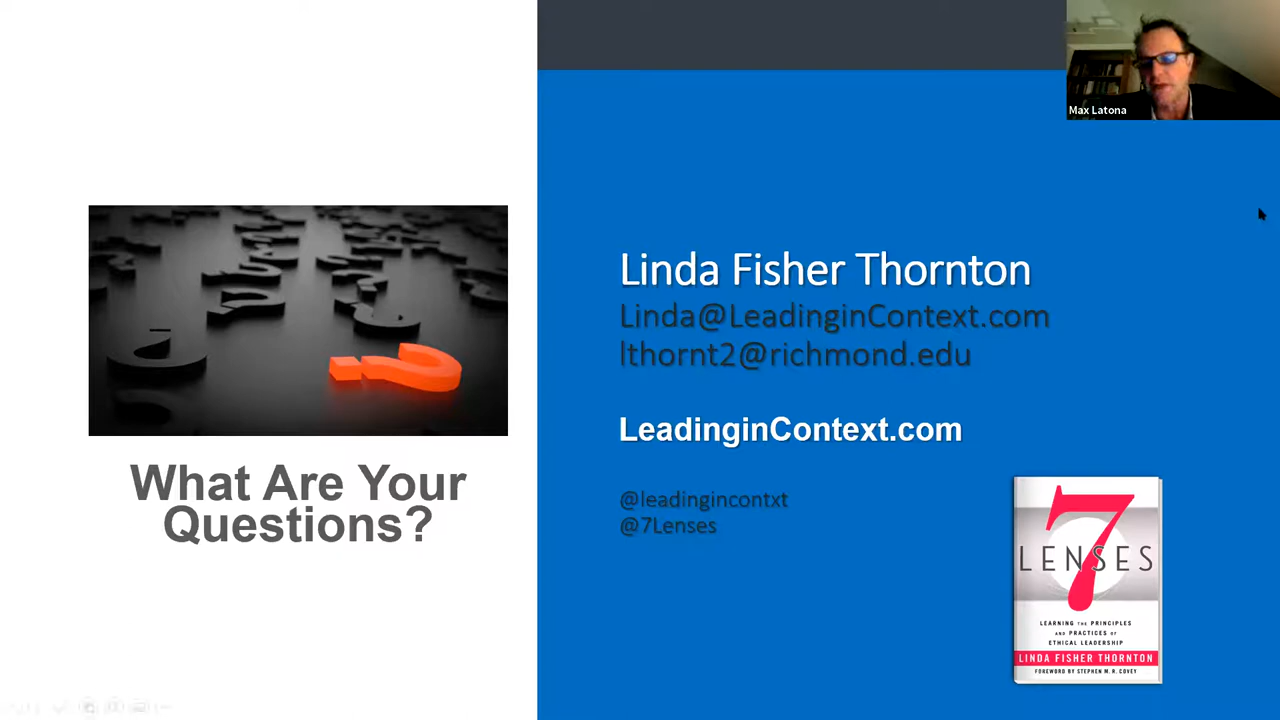 Max Latona
Linda Fisher Thornton
Linda@LeadinginContext.com
lthornt2@richmond.edu
LeadinginContext.com
@leadingincontxt
@7Lenses
What Are Your
Questions?
7
LENSES
LEARNING THE PRINCIPLES
AND PRACTICES OF
ETHICAL LEADERSHIP
LINDA FISHER THORNTON
FOREWORD BY STEPHEN M. R. COVEY